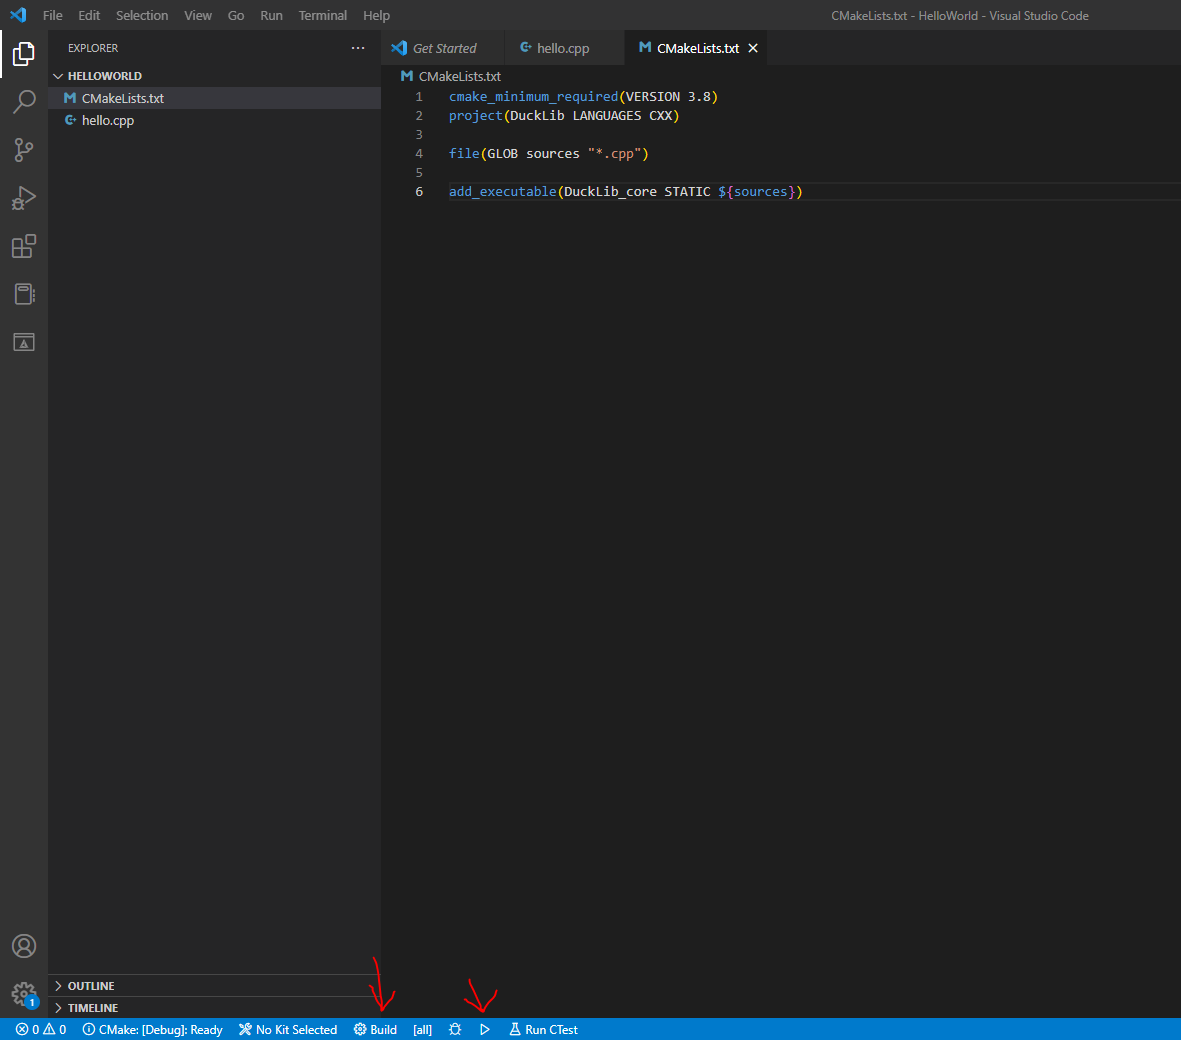 File Edit Selection View Go Run Terminal Help CMakeLists.txt - HelloWorld - Visual Studio Code
EXPLORER
HELLOWORLD
CMakeLists.txt
hello.cpp
Get Started hello.cpp CMakeLists.txt
CMakeLists.txt
1 cmake_minimum_required(VERSION 3.8)
2 project(DuckLib LANGUAGES CXX)
3
4 file(GLOB sources "*.cpp")
5
6 add_executable(DuckLib_core STATIC ${sources})
OUTLINE
1
TIMELINE
0 0 CMake: [Debug]: Ready No Kit Selected Build [all] Run CTest